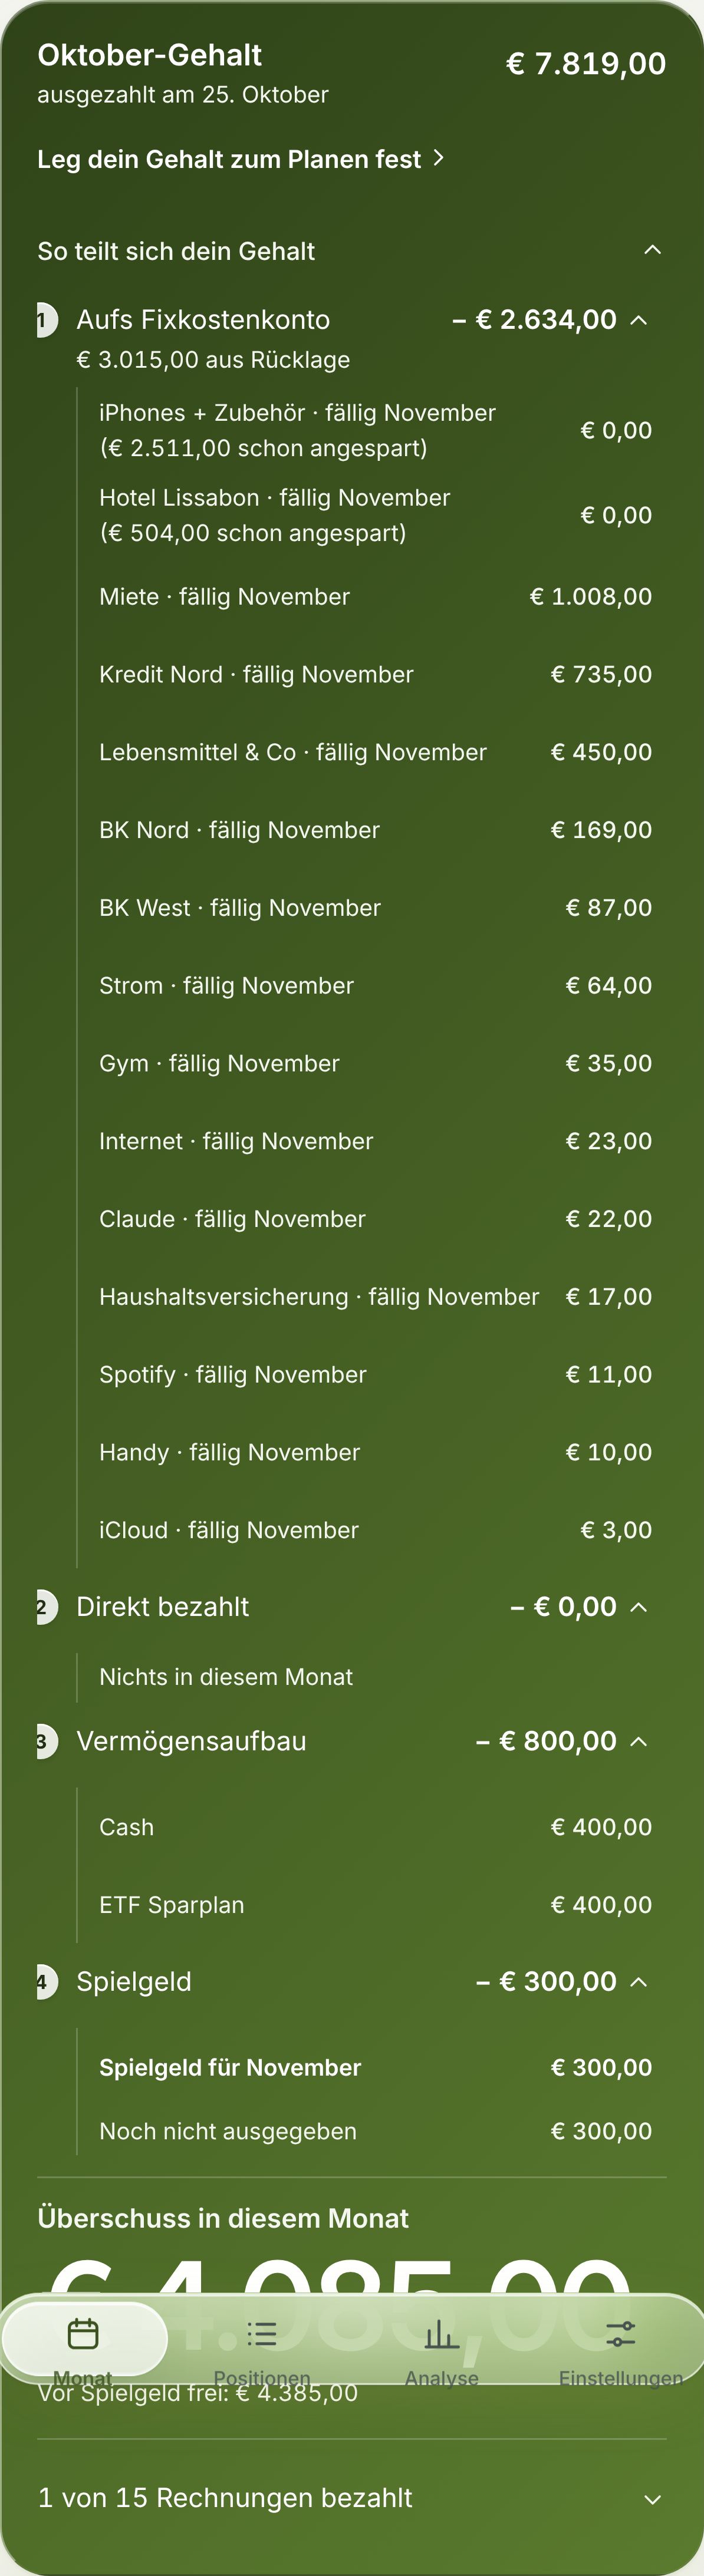 Oktober-Gehalt
€ 7.819,00
ausgezahlt am 25. Oktober
Leg dein Gehalt zum Planen fest
So teilt sich dein Gehalt
1 Aufs Fixkostenkonto – € 2.634,00
€ 3.015,00 aus Rücklage
iPhones + Zubehör · fällig November
(€ 2.511,00 schon angespart)
€ 0,00
Hotel Lissabon · fällig November
(€ 504,00 schon angespart)
€ 0,00
Miete · fällig November € 1.008,00
Kredit Nord · fällig November € 735,00
Lebensmittel & Co · fällig November € 450,00
BK Nord · fällig November € 169,00
BK West · fällig November € 87,00
Strom · fällig November € 64,00
Gym · fällig November € 35,00
Internet · fällig November € 23,00
Claude · fällig November € 22,00
Haushaltsversicherung · fällig November € 17,00
Spotify · fällig November € 11,00
Handy · fällig November € 10,00
iCloud · fällig November € 3,00
2 Direkt bezahlt – € 0,00
Nichts in diesem Monat
3 Vermögensaufbau – € 800,00
Cash € 400,00
ETF Sparplan € 400,00
4 Spielgeld – € 300,00
Spielgeld für November € 300,00
Noch nicht ausgegeben € 300,00
Überschuss in diesem Monat
€ 4.085,00
Monat Positionen Analyse Einstellungen
Vor Spielgeld frei: € 4.385,00
1 von 15 Rechnungen bezahlt